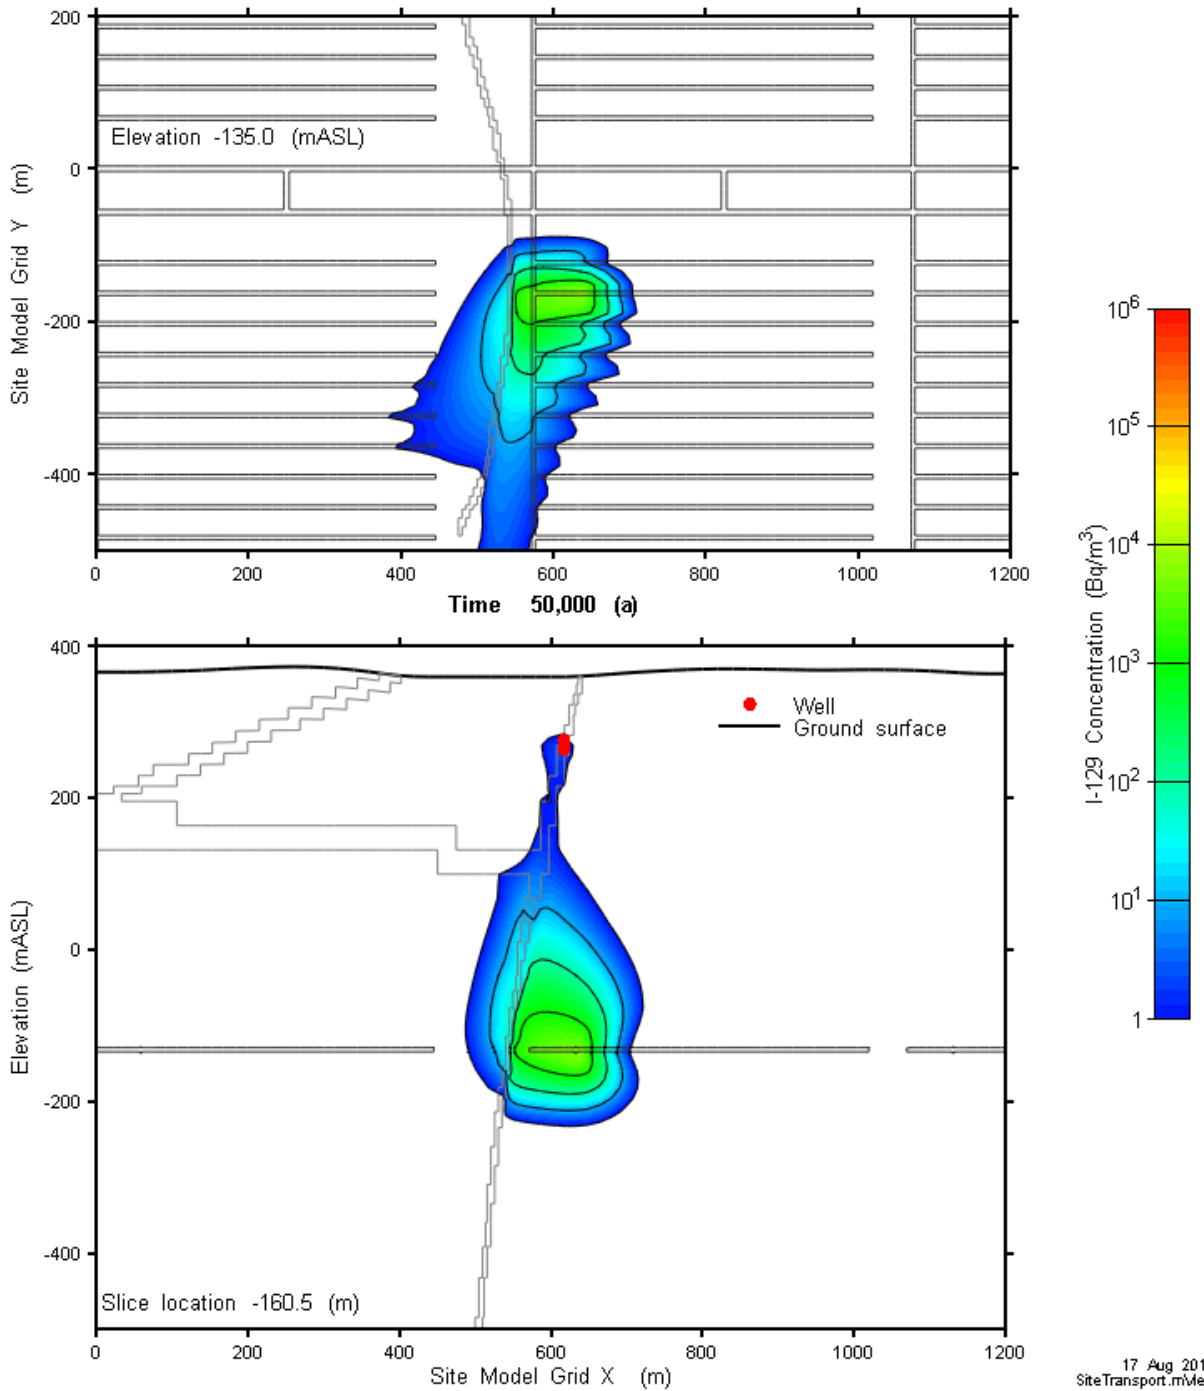 200
0
-200
-400
Site Model Grid Y (m)
Elevation -135.0 (mASL)
0 200 400 600 800 1000 1200
Time 50,000 (a)
400
200
0
-200
-400
Elevation (mASL)
Well
Ground surface
Slice location -160.5 (m)
0 200 400 600 800 1000 1200
Site Model Grid X (m)
10^6
10^5
10^4
10^3
10^2
10^1
1
I-129 Concentration (Bq/m^3)
17 Aug 201
SiteTransport.mVie